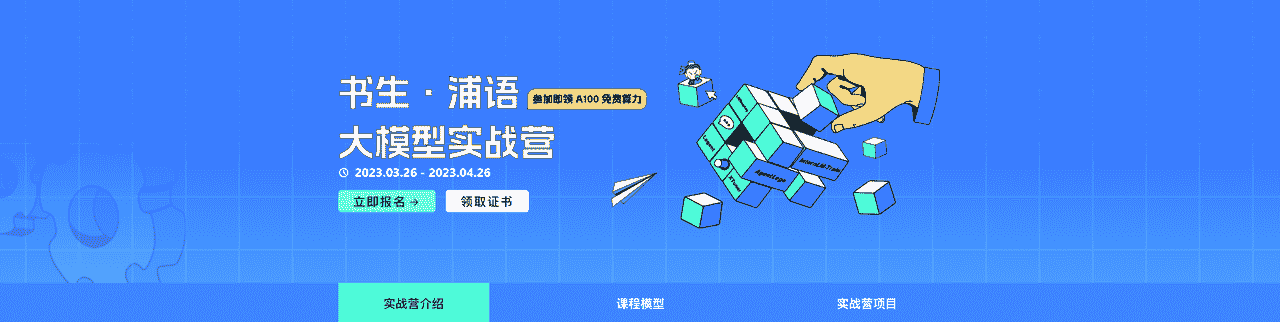 书生·浦语
参加即领 A100 免费算力
大模型实战营
2023.03.26 - 2023.04.26
立即报名 →
领取证书
实战营介绍
课程模型
实战营项目